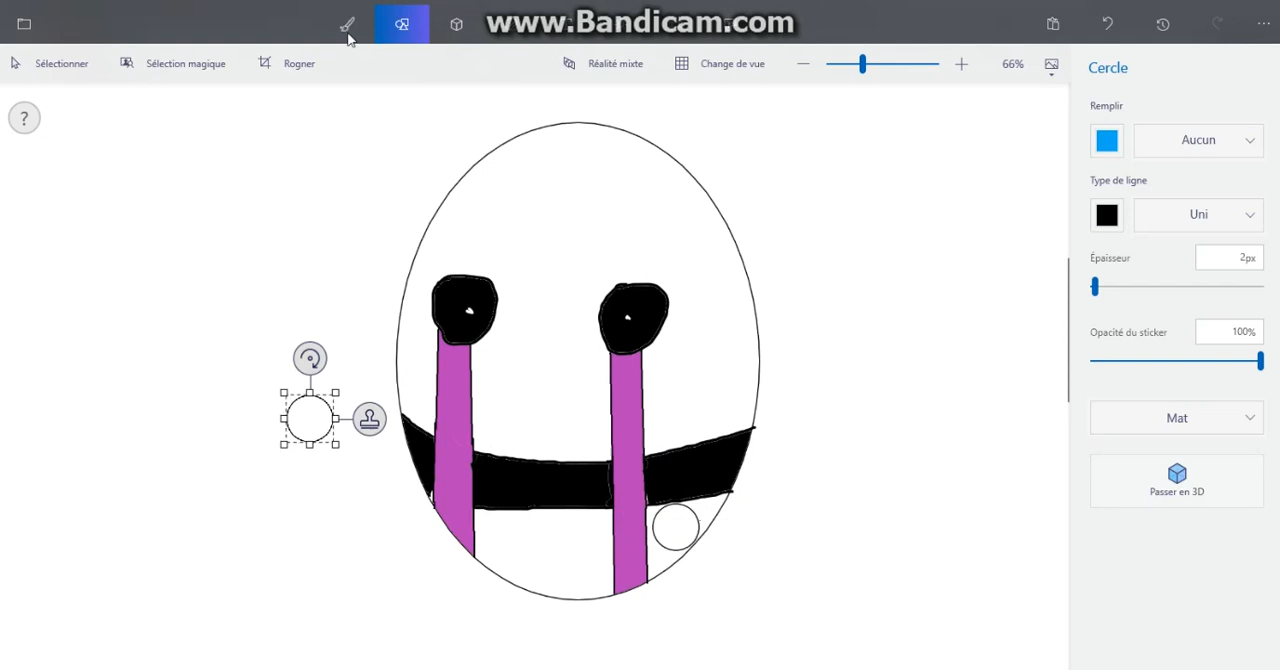 www.Bandicam.com
Sélectionner
Sélection magique
Rogner
Réalité mixte
Change de vue
66%
?
Cercle
Remplir
Aucun
Type de ligne
Uni
Épaisseur
2px
Opacité du sticker
100%
Mat
Passer en 3D